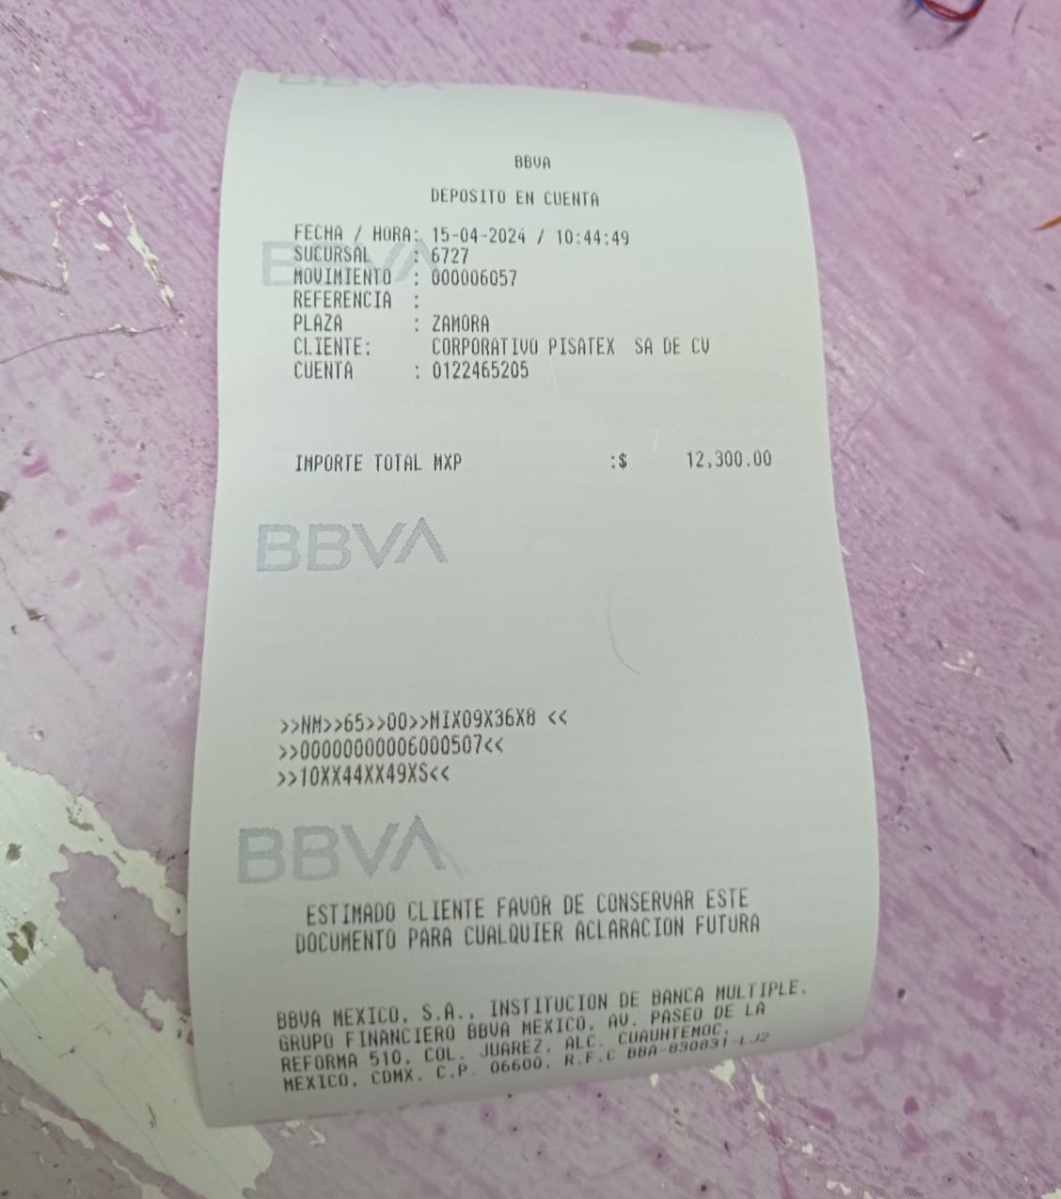 BBVA
BBVA
DEPOSITO EN CUENTA
FECHA / HORA: 15-04-2024 / 10:44:49
SUCURSAL : 6727
BBVA
MOVIMIENTO : 000006057
REFERENCIA :
PLAZA : ZAMORA
CLIENTE: CORPORATIVO PISATEX SA DE CV
CUENTA : 0122465205
IMPORTE TOTAL MXP :$ 12,300.00
BBVA
>>NM>>65>>00>>MIX09X36X8 <<
>>00000000006000507<<
>>10XX44XX49XS<<
BBVA
ESTIMADO CLIENTE FAVOR DE CONSERVAR ESTE
DOCUMENTO PARA CUALQUIER ACLARACION FUTURA
BBVA MEXICO, S.A., INSTITUCION DE BANCA MULTIPLE,
GRUPO FINANCIERO BBVA MEXICO. AV. PASEO DE LA
REFORMA 510, COL. JUAREZ, ALC. CUAUHTEMOC,
MEXICO, CDMX. C.P. 06600. R.F.C BBA-830831-LJ2